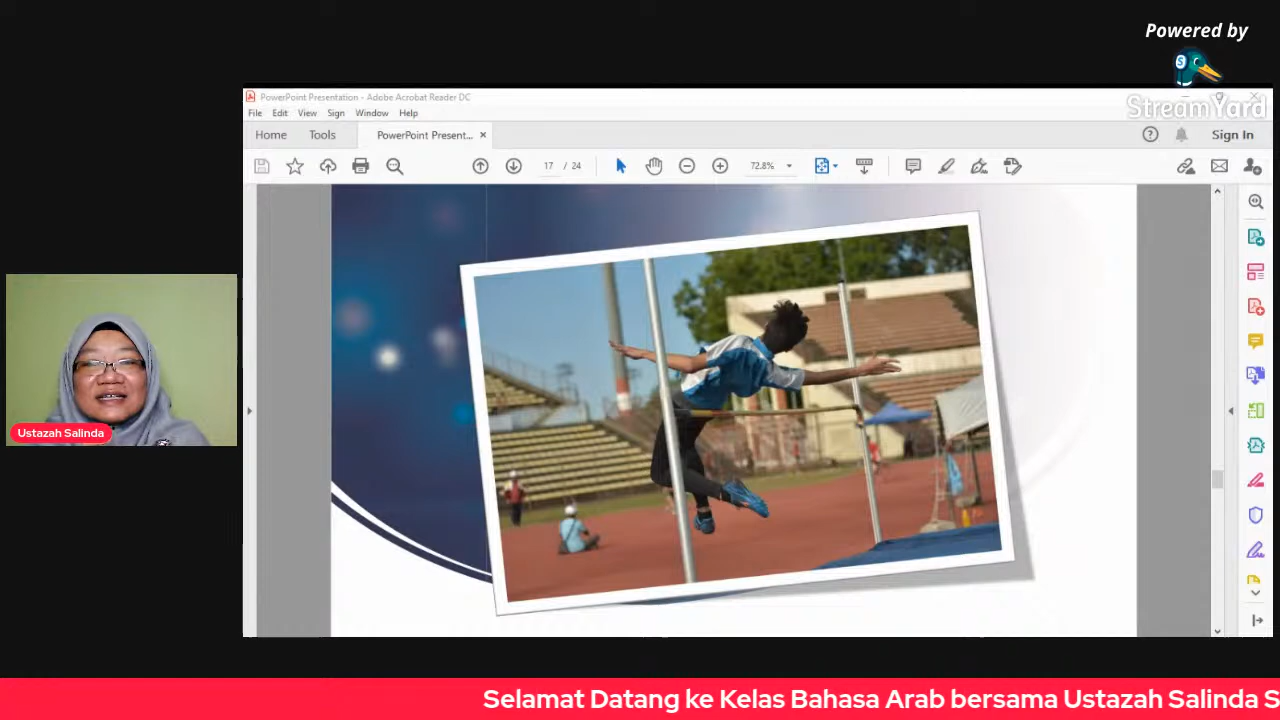 Powered by
StreamYard
PowerPoint Presentation - Adobe Acrobat Reader DC
File Edit View Sign Window Help
Home Tools PowerPoint Present... ×
Sign In
17 / 24
72.8%
Ustazah Salinda
Selamat Datang ke Kelas Bahasa Arab bersama Ustazah Salinda S